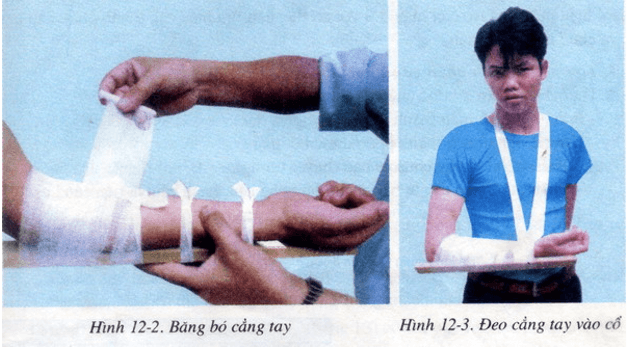 Hình 12-2. Băng bó cẳng tay
Hình 12-3. Đeo cẳng tay vào cổ